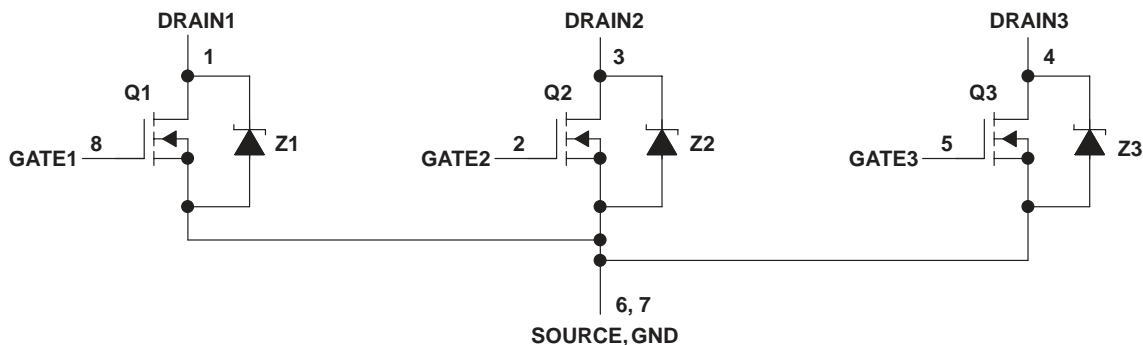 DRAIN1
DRAIN2
DRAIN3
1
3
4
Q1
Q2
Q3
Z1
Z2
Z3
GATE1
8
GATE2
2
GATE3
5
6, 7
SOURCE, GND